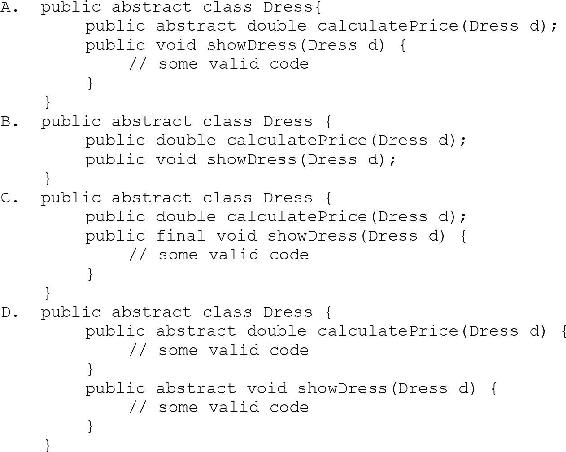 A. public abstract class Dress{
public abstract double calculatePrice(Dress d);
public void showDress(Dress d) {
// some valid code
}
}
B. public abstract class Dress {
public double calculatePrice(Dress d);
public void showDress(Dress d);
}
C. public abstract class Dress {
public double calculatePrice(Dress d);
public final void showDress(Dress d) {
// some valid code
}
}
D. public abstract class Dress {
public abstract double calculatePrice(Dress d) {
// some valid code
}
public abstract void showDress(Dress d) {
// some valid code
}
}